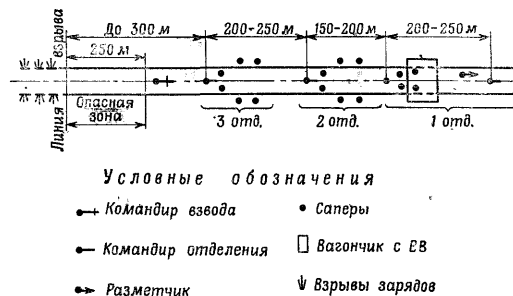 До 300 м 200-250 м 150-200 м 200-250 м
250 м
Линия взрыва
Опасная зона
3 отд. 2 отд. 1 отд.
Условные обозначения
Командир взвода
Саперы
Командир отделения
Вагончик с ЕВ
Разметчик
Взрывы зарядов